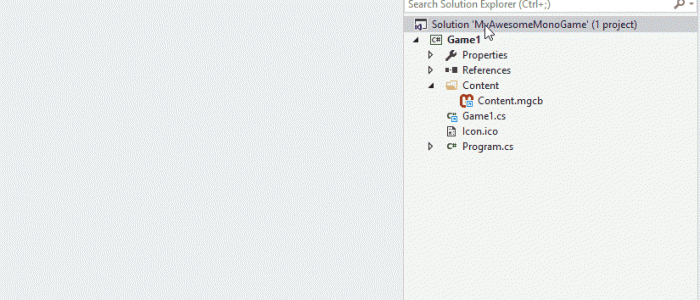 Search Solution Explorer (Ctrl+;)
Solution 'MyAwesomeMonoGame' (1 project)
C# Game1
Properties
References
Content
Content.mgcb
C# Game1.cs
Icon.ico
C# Program.cs